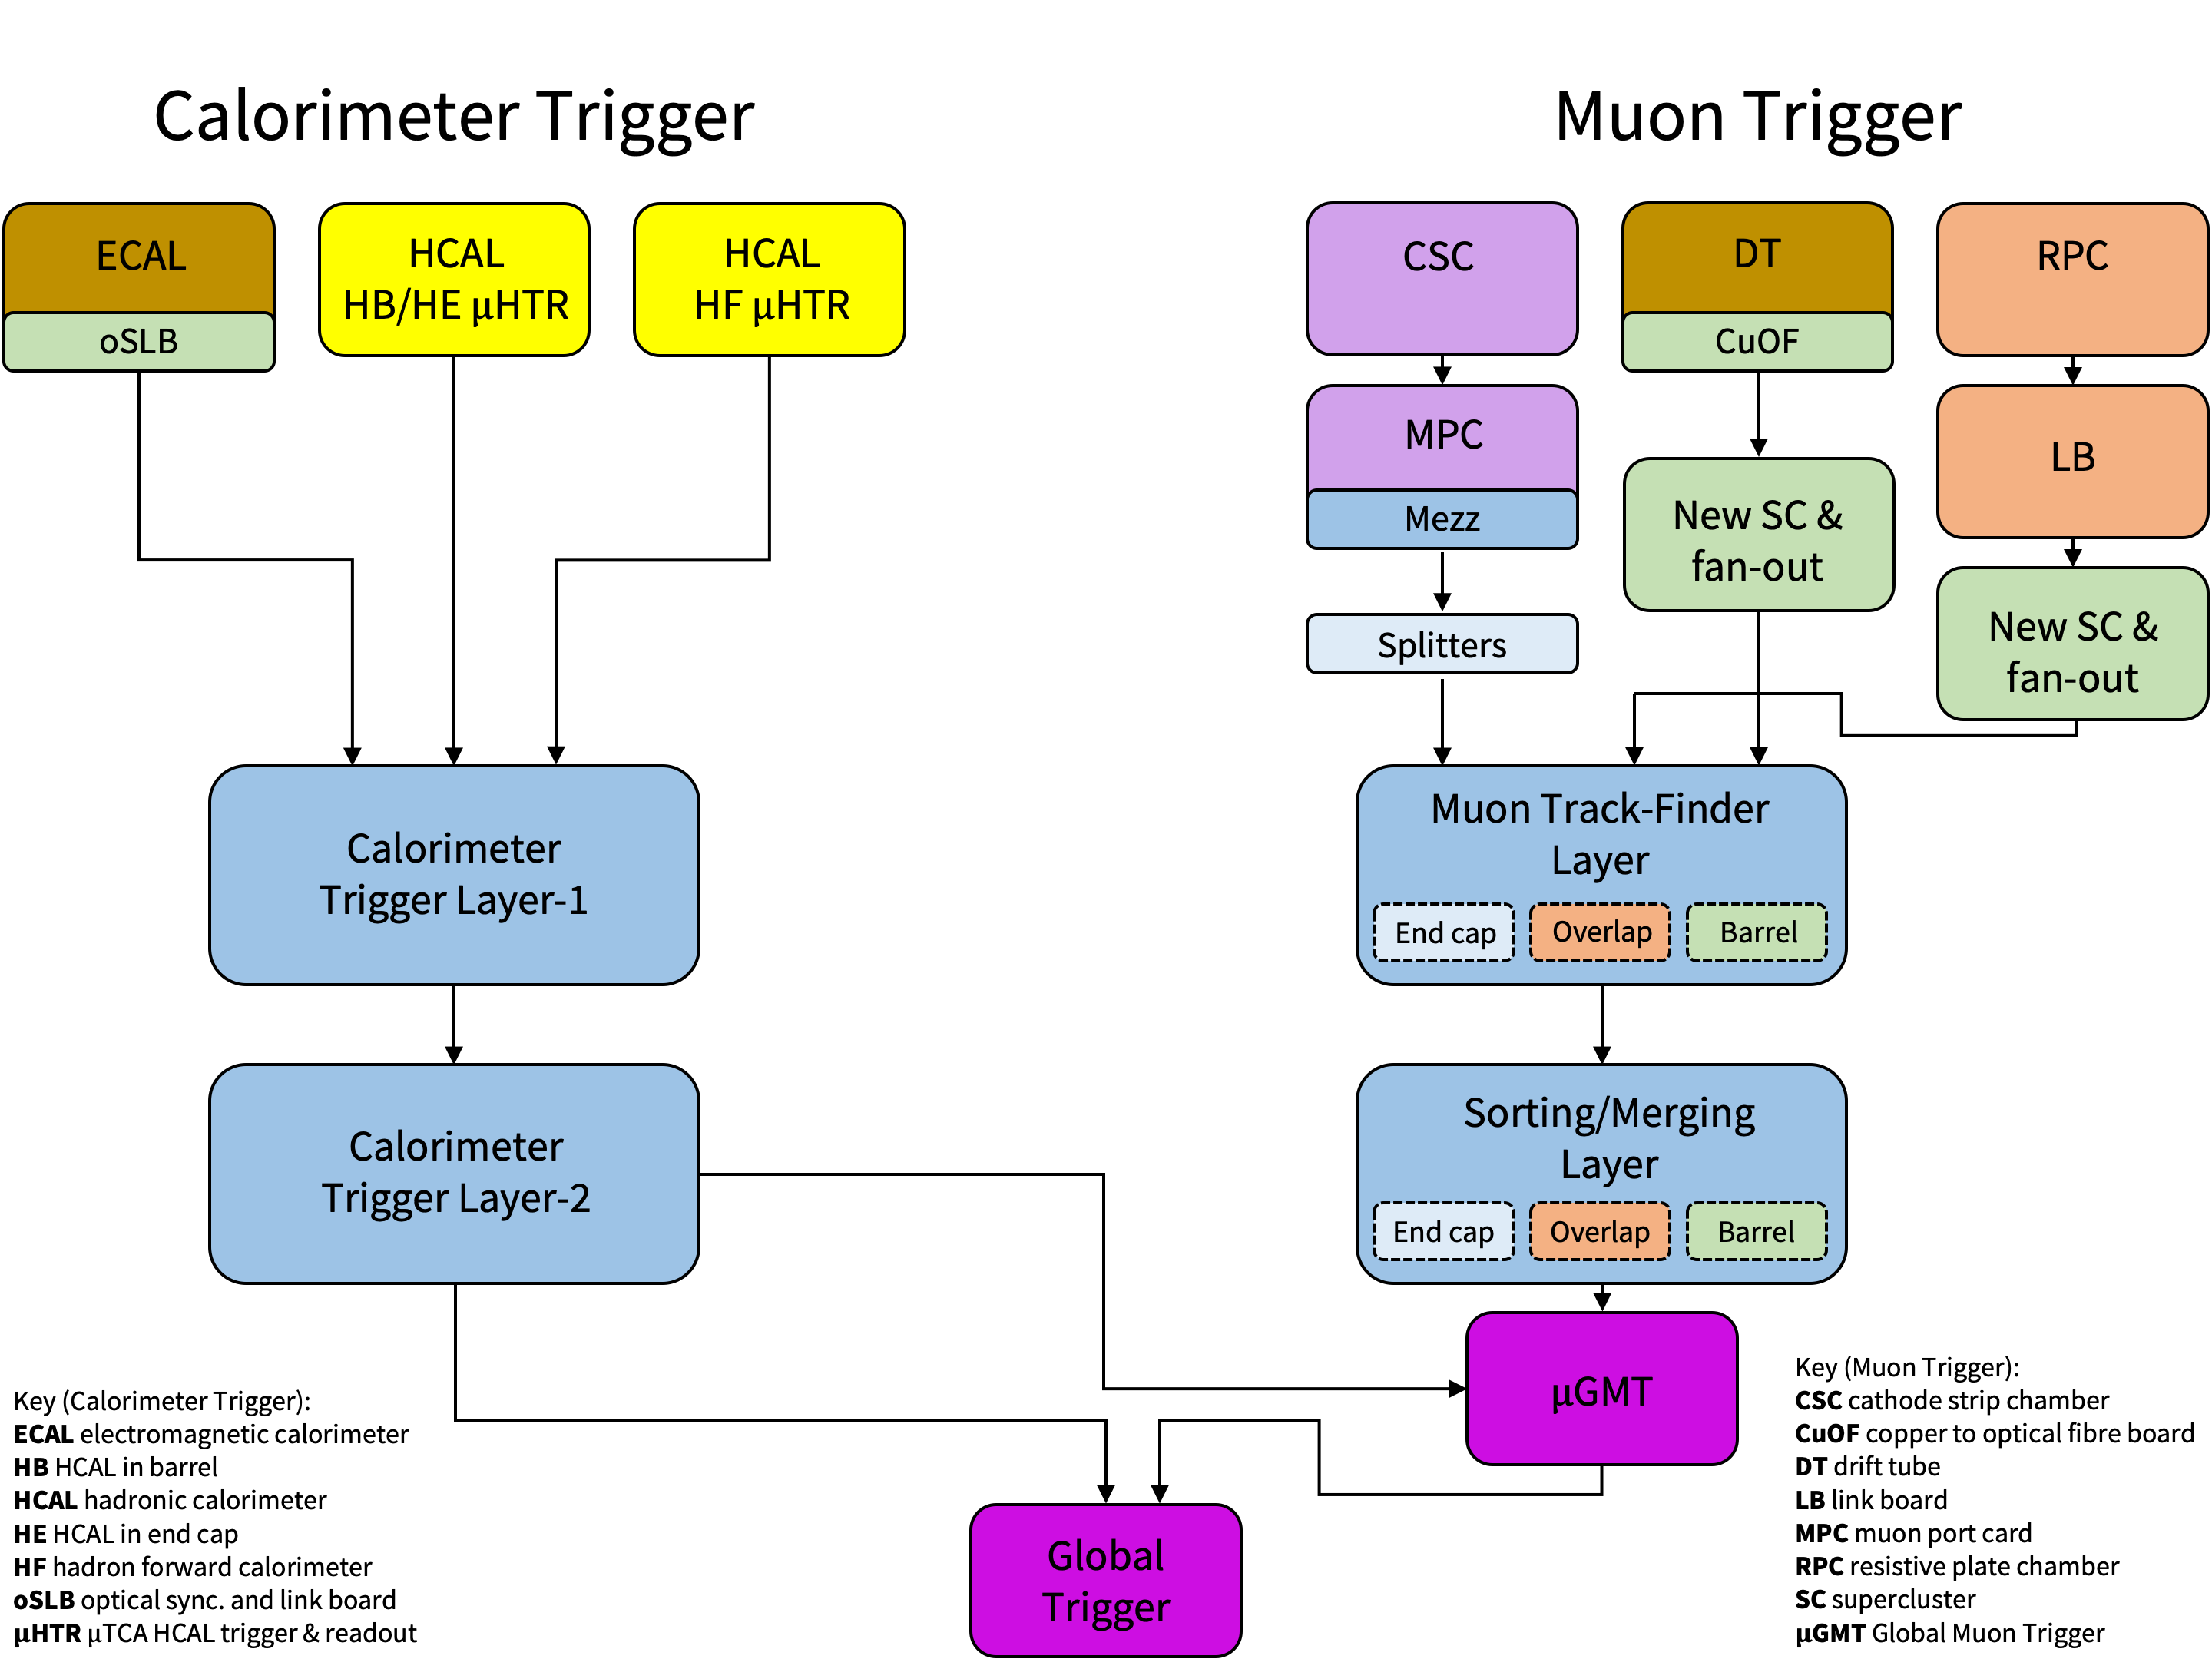 Calorimeter Trigger
Muon Trigger
ECAL
oSLB
HCAL
HB/HE µHTR
HCAL
HF µHTR
CSC
DT
CuOF
RPC
MPC
Mezz
New SC &
fan-out
LB
Splitters
New SC &
fan-out
Calorimeter
Trigger Layer-1
Muon Track-Finder
Layer
End cap
Overlap
Barrel
Calorimeter
Trigger Layer-2
Sorting/Merging
Layer
End cap
Overlap
Barrel
µGMT
Global
Trigger
Key (Calorimeter Trigger):
ECAL electromagnetic calorimeter
HB HCAL in barrel
HCAL hadronic calorimeter
HE HCAL in end cap
HF hadron forward calorimeter
oSLB optical sync. and link board
µHTR µTCA HCAL trigger & readout
Key (Muon Trigger):
CSC cathode strip chamber
CuOF copper to optical fibre board
DT drift tube
LB link board
MPC muon port card
RPC resistive plate chamber
SC supercluster
µGMT Global Muon Trigger